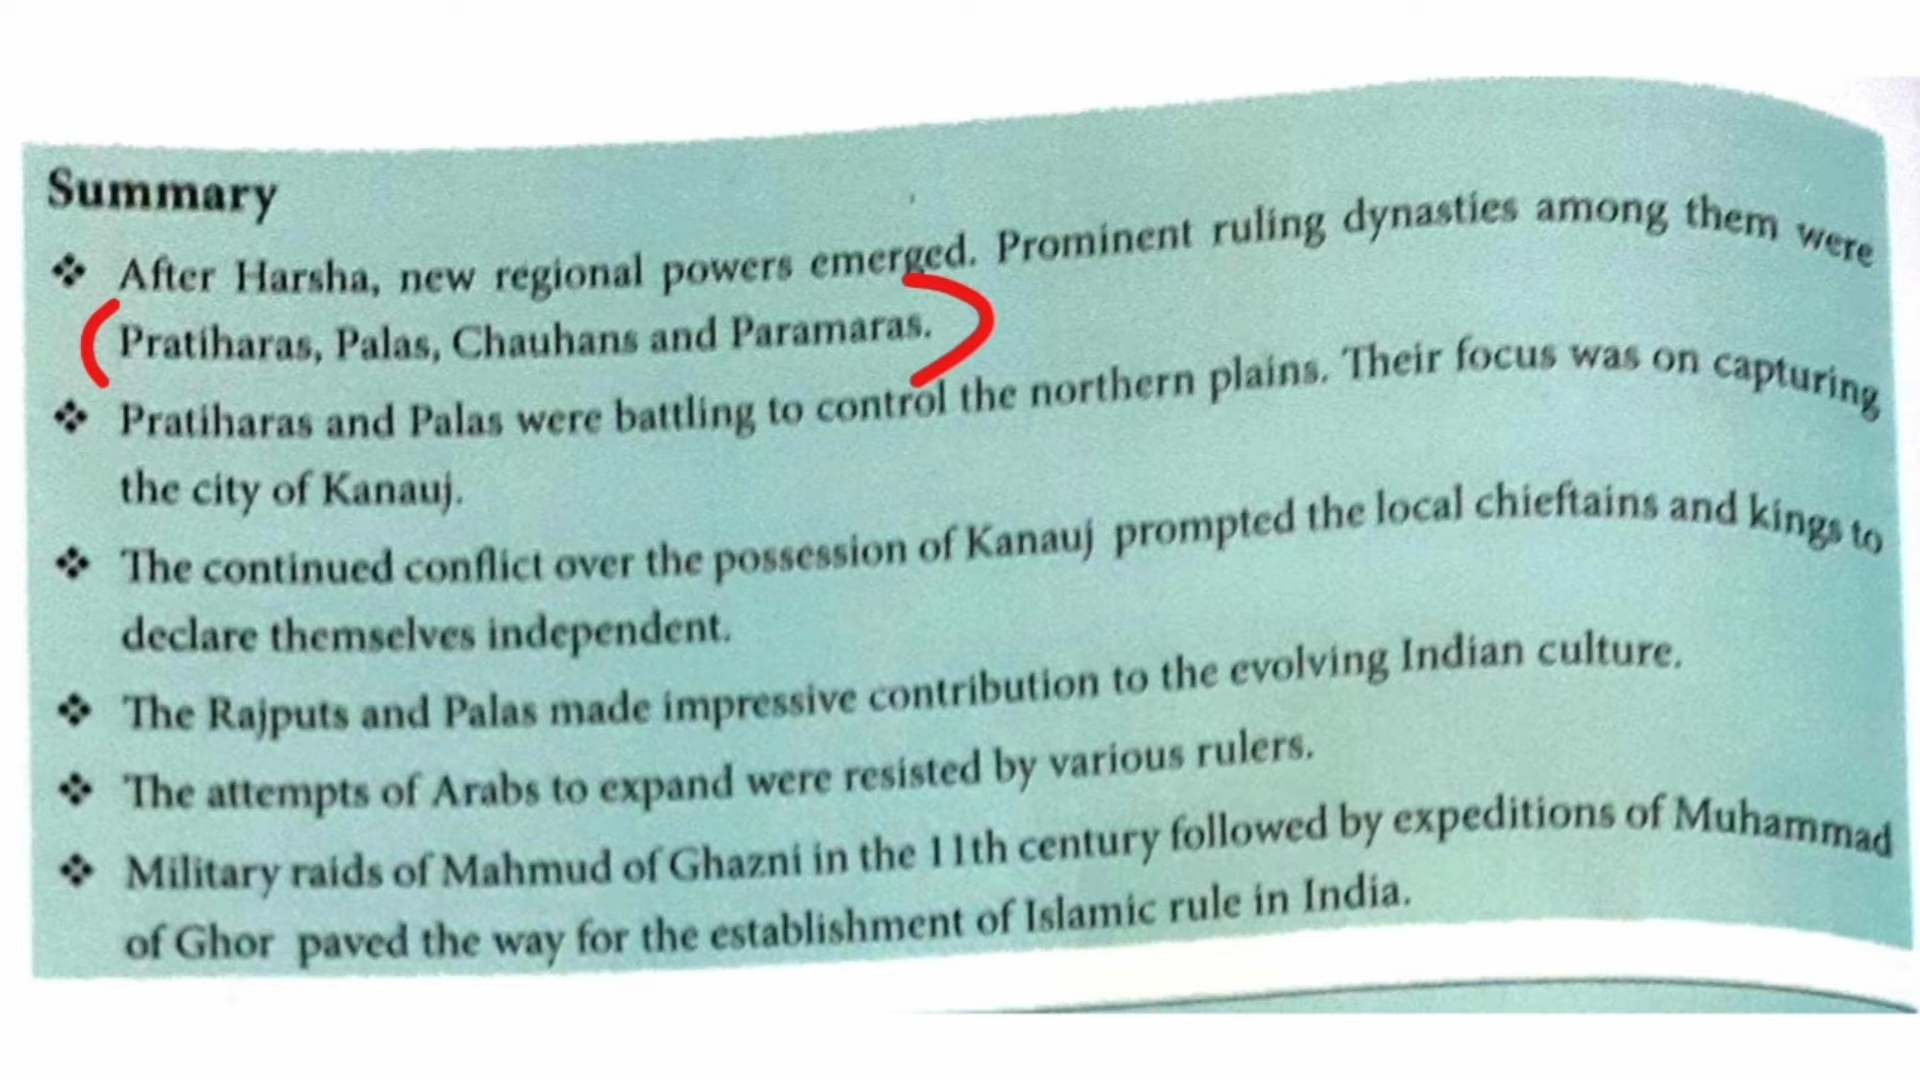 Summary
❖ After Harsha, new regional powers emerged. Prominent ruling dynasties among them were
Pratiharas, Palas, Chauhans and Paramaras.
❖ Pratiharas and Palas were battling to control the northern plains. Their focus was on capturing
the city of Kanauj.
❖ The continued conflict over the possession of Kanauj prompted the local chieftains and kings to
declare themselves independent.
❖ The Rajputs and Palas made impressive contribution to the evolving Indian culture.
❖ The attempts of Arabs to expand were resisted by various rulers.
❖ Military raids of Mahmud of Ghazni in the 11th century followed by expeditions of Muhammad
of Ghor paved the way for the establishment of Islamic rule in India.